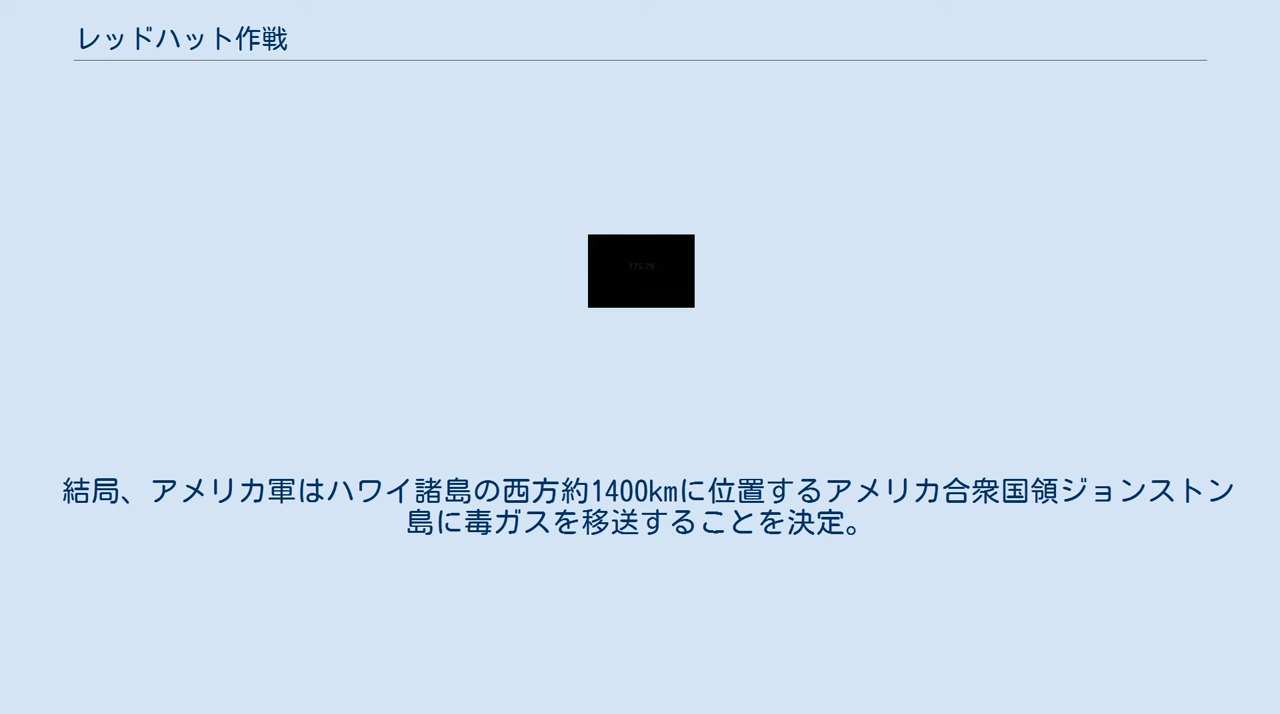 レッドハット作戦
175.79
結局、アメリカ軍はハワイ諸島の西方約1400kmに位置するアメリカ合衆国領ジョンストン
島に毒ガスを移送することを決定。